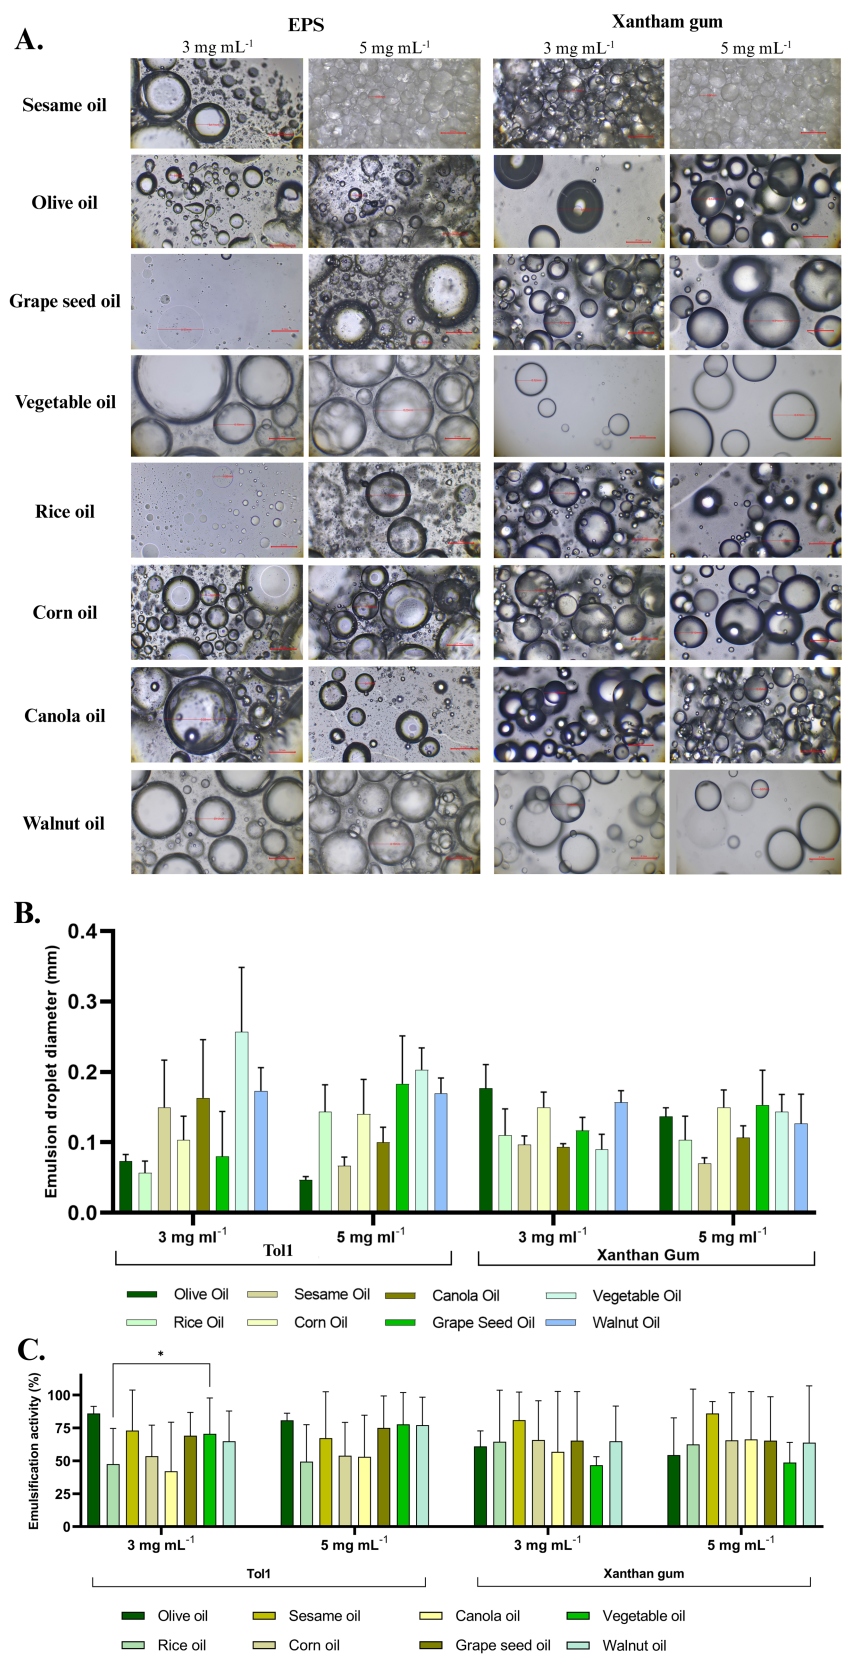 A.
EPS
Xantham gum
3 mg mL-1
5 mg mL-1
3 mg mL-1
5 mg mL-1
Sesame oil
Olive oil
Grape seed oil
Vegetable oil
Rice oil
Corn oil
Canola oil
Walnut oil
B.
Emulsion droplet diameter (mm)
0.4
0.3
0.2
0.1
0.0
3 mg ml-1
5 mg ml-1
3 mg ml-1
5 mg ml-1
Tol1
Xanthan Gum
Olive Oil
Sesame Oil
Canola Oil
Vegetable Oil
Rice Oil
Corn Oil
Grape Seed Oil
Walnut Oil
C.
Emulsification activity (%)
*
100
75
50
25
0
3 mg mL-1
5 mg mL-1
3 mg mL-1
5 mg mL-1
Tol1
Xanthan gum
Olive oil
Sesame oil
Canola oil
Vegetable oil
Rice oil
Corn oil
Grape seed oil
Walnut oil